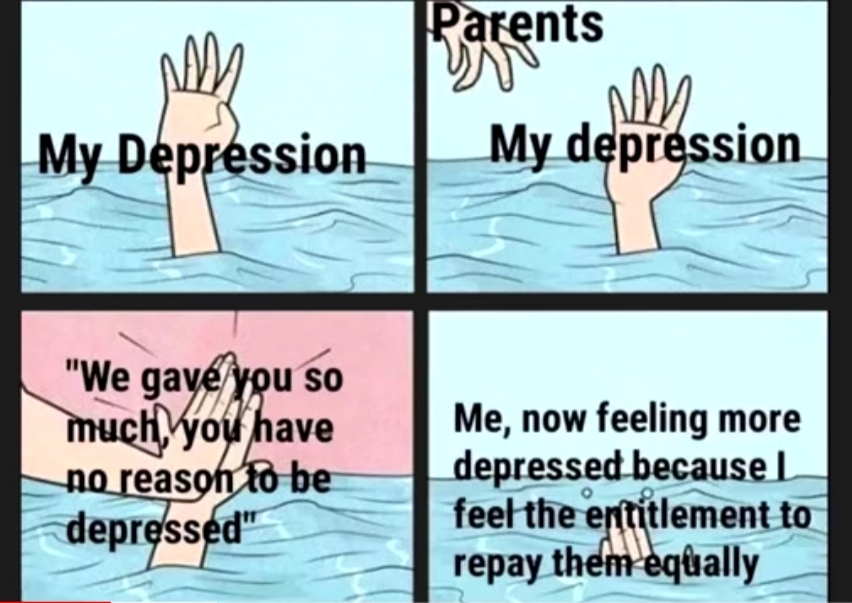 My Depression
Parents
My depression
"We gave you so
much, you have
no reason to be
depressed"
Me, now feeling more
depressed because I
feel the entitlement to
repay them equally